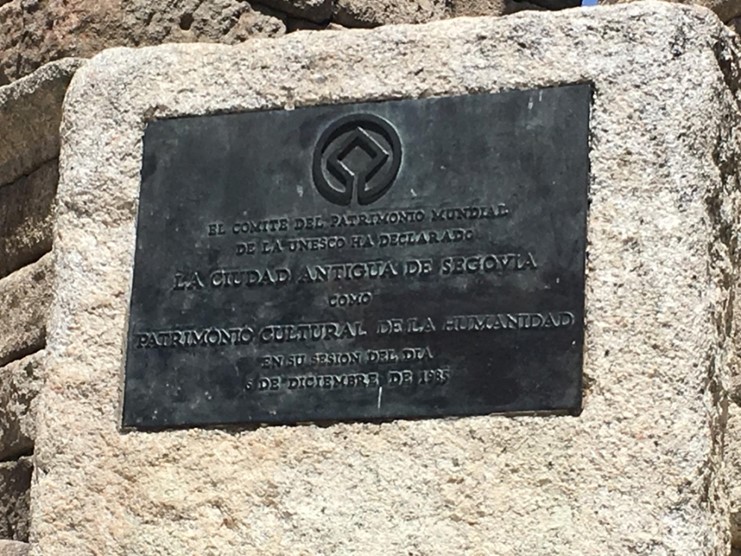 EL COMITE DEL PATRIMONIO MUNDIAL
DE LA UNESCO HA DECLARADO
LA CIUDAD ANTIGUA DE SEGOVIA
COMO
PATRIMONIO CULTURAL DE LA HUMANIDAD
EN SU SESION DEL DIA
6 DE DICIEMBRE DE 1985